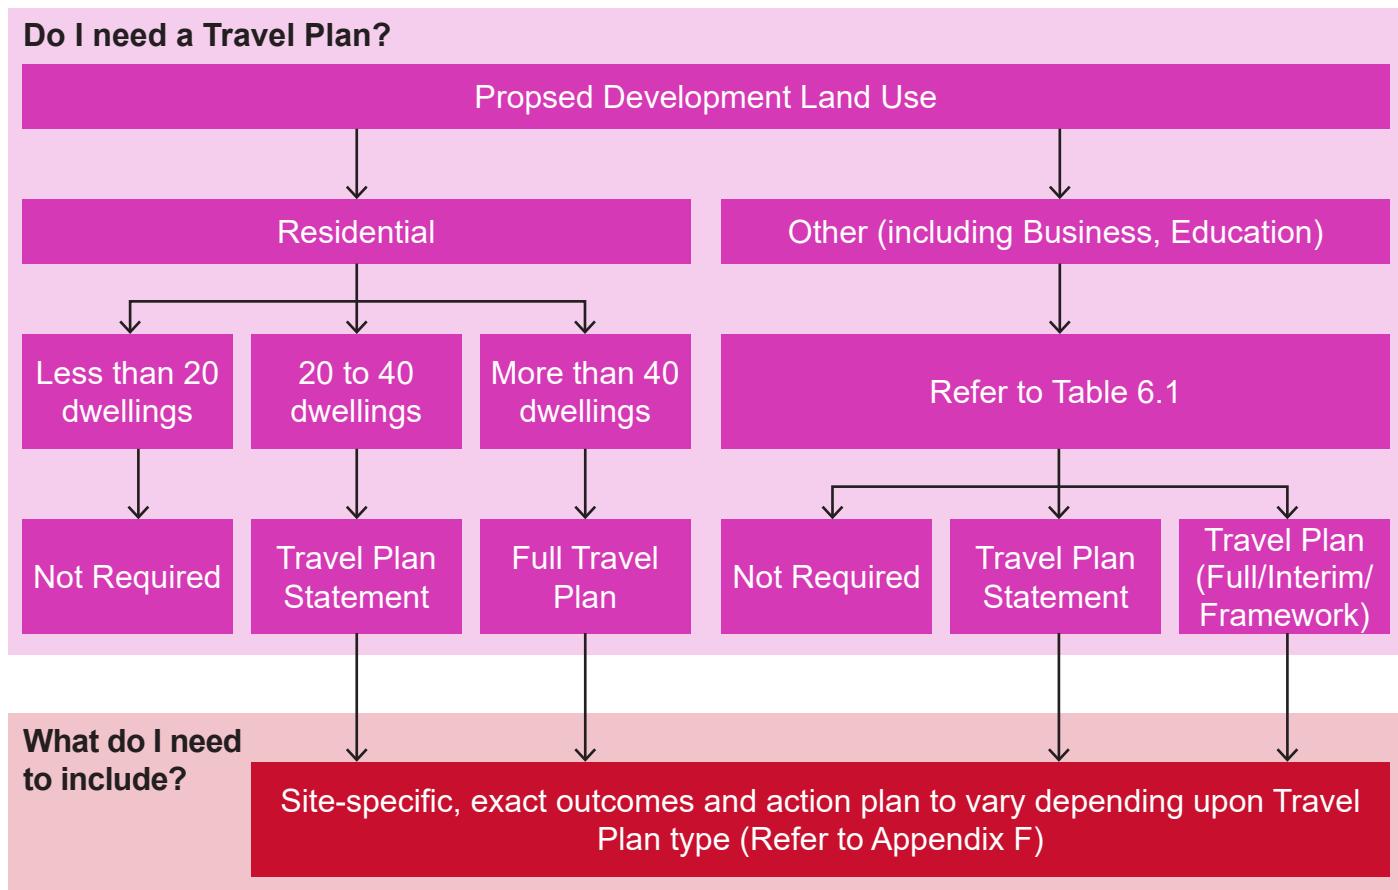 Do I need a Travel Plan?
Propsed Development Land Use
Residential
Other (including Business, Education)
Less than 20
dwellings
20 to 40
dwellings
More than 40
dwellings
Refer to Table 6.1
Not Required
Travel Plan
Statement
Full Travel
Plan
Not Required
Travel Plan
Statement
Travel Plan
(Full/Interim/
Framework)
What do I need
to include?
Site-specific, exact outcomes and action plan to vary depending upon Travel
Plan type (Refer to Appendix F)